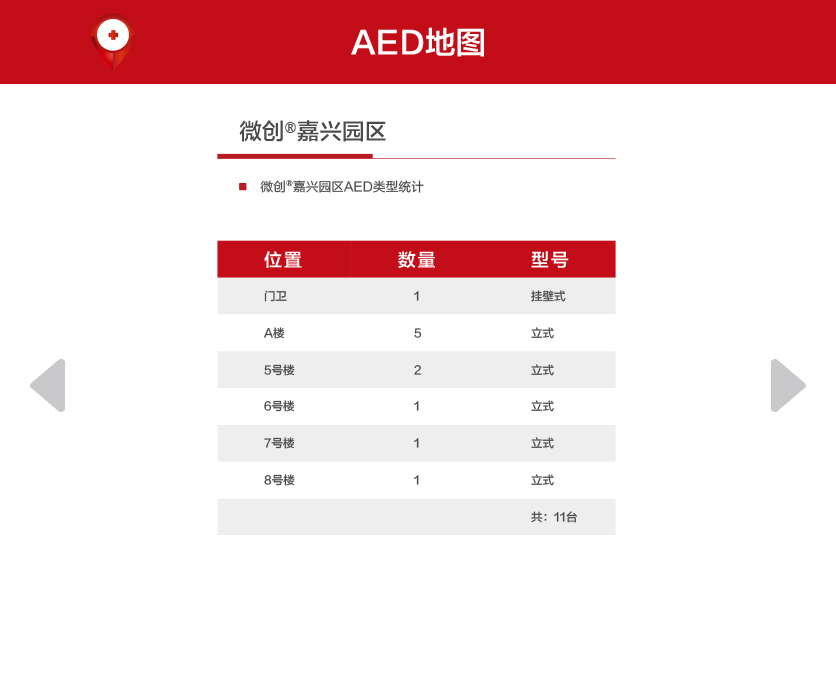 AED地图
微创®嘉兴园区
微创®嘉兴园区AED类型统计
位置 数量 型号
门卫 1 挂壁式
A楼 5 立式
5号楼 2 立式
6号楼 1 立式
7号楼 1 立式
8号楼 1 立式
共：11台